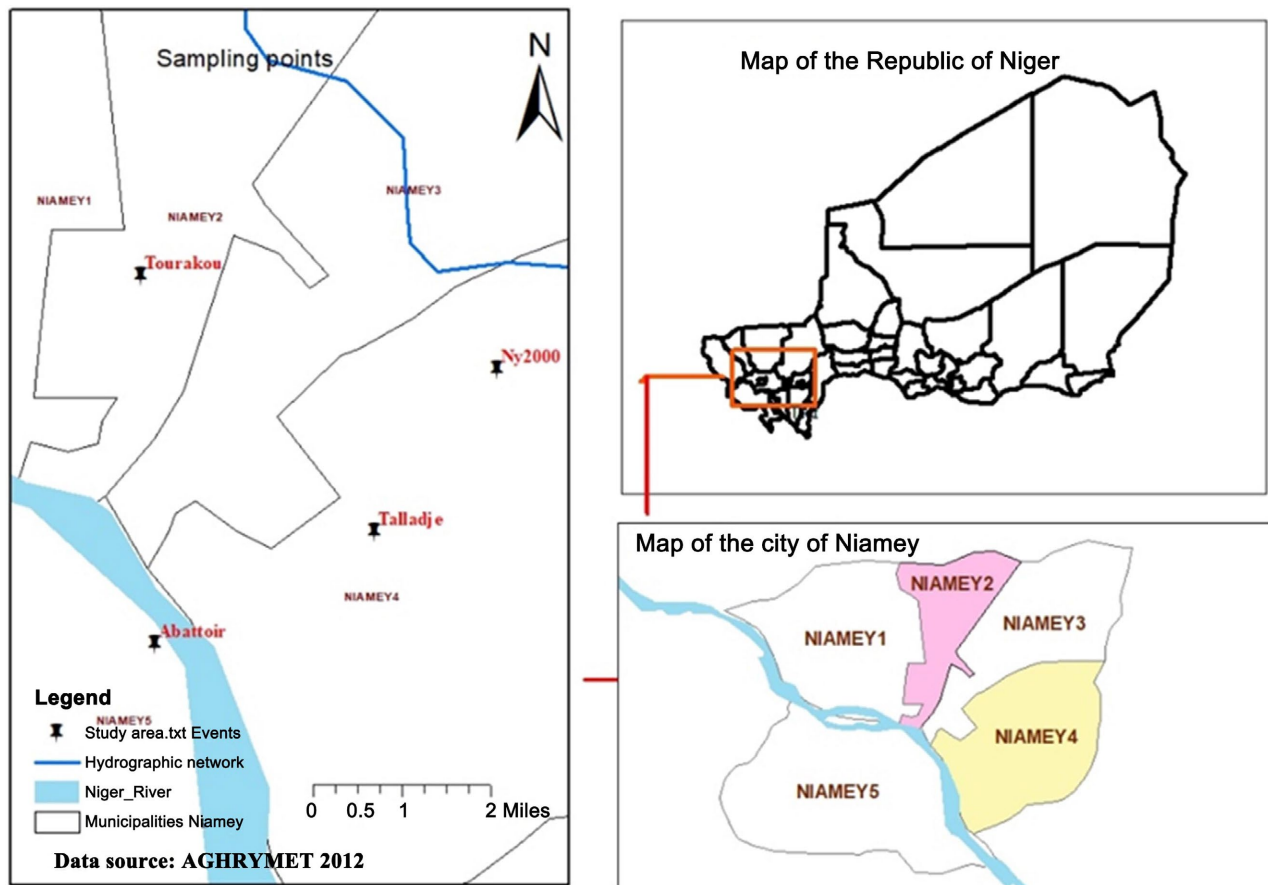 Sampling points
N
NIAMEY1
NIAMEY2
NIAMEY3
Tourakou
Ny2000
Talladje
NIAMEY4
Abattoir
Legend
NIAMEY5
Study area.txt Events
Hydrographic network
Niger_River
Municipalities Niamey
0 0.5 1 2 Miles
Data source: AGHRYMET 2012
Map of the Republic of Niger
Map of the city of Niamey
NIAMEY2
NIAMEY1
NIAMEY3
NIAMEY4
NIAMEY5